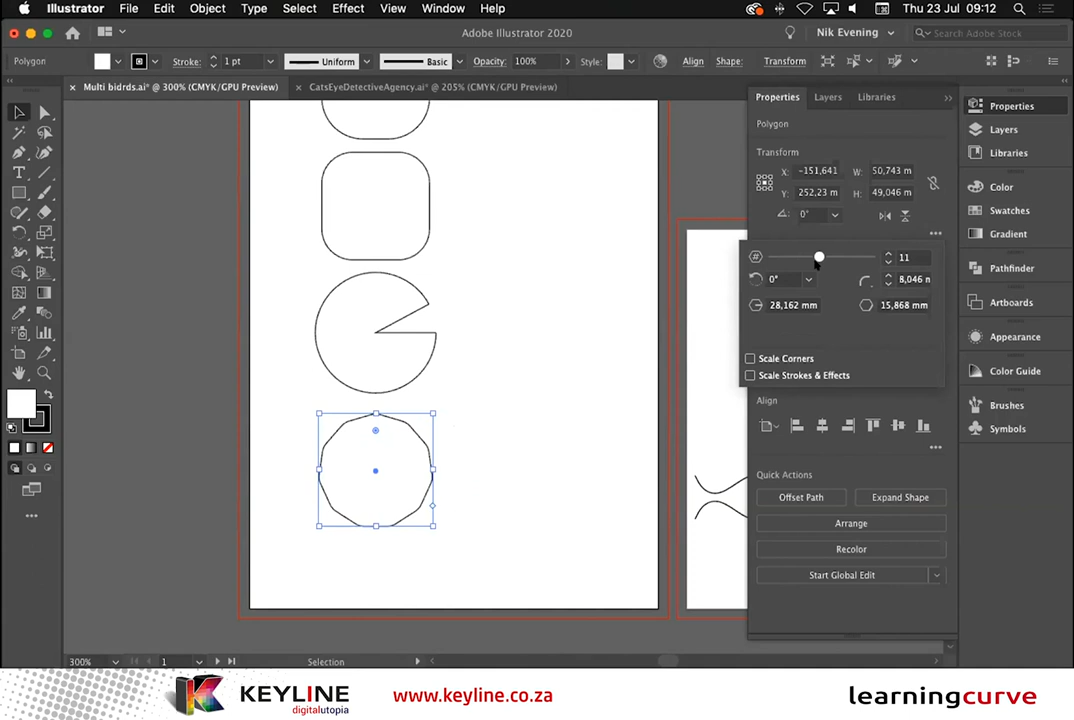 Illustrator File Edit Object Type Select Effect View Window Help Thu 23 Jul 09:12
Adobe Illustrator 2020 Nik Evening Search Adobe Stock
Polygon Stroke: 1 pt Uniform Basic Opacity: 100% Style: Align Shape: Transform
× Multi bidrds.ai* @ 300% (CMYK/GPU Preview) × CatsEyeDetectiveAgency.ai* @ 205% (CMYK/GPU Preview)
Properties Layers Libraries
Polygon
Transform
X: -151,641 W: 50,743 m
Y: 252,23 m H: 49,046 m
0°
11
0° 8,046 n
28,162 mm 15,868 mm
Scale Corners
Scale Strokes & Effects
Align
Quick Actions
Offset Path Expand Shape
Arrange
Recolor
Start Global Edit
Properties
Layers
Libraries
Color
Swatches
Gradient
Pathfinder
Artboards
Appearance
Color Guide
Brushes
Symbols
300% 1 Selection
KEYLINE
digitalutopia
www.keyline.co.za
learningcurve